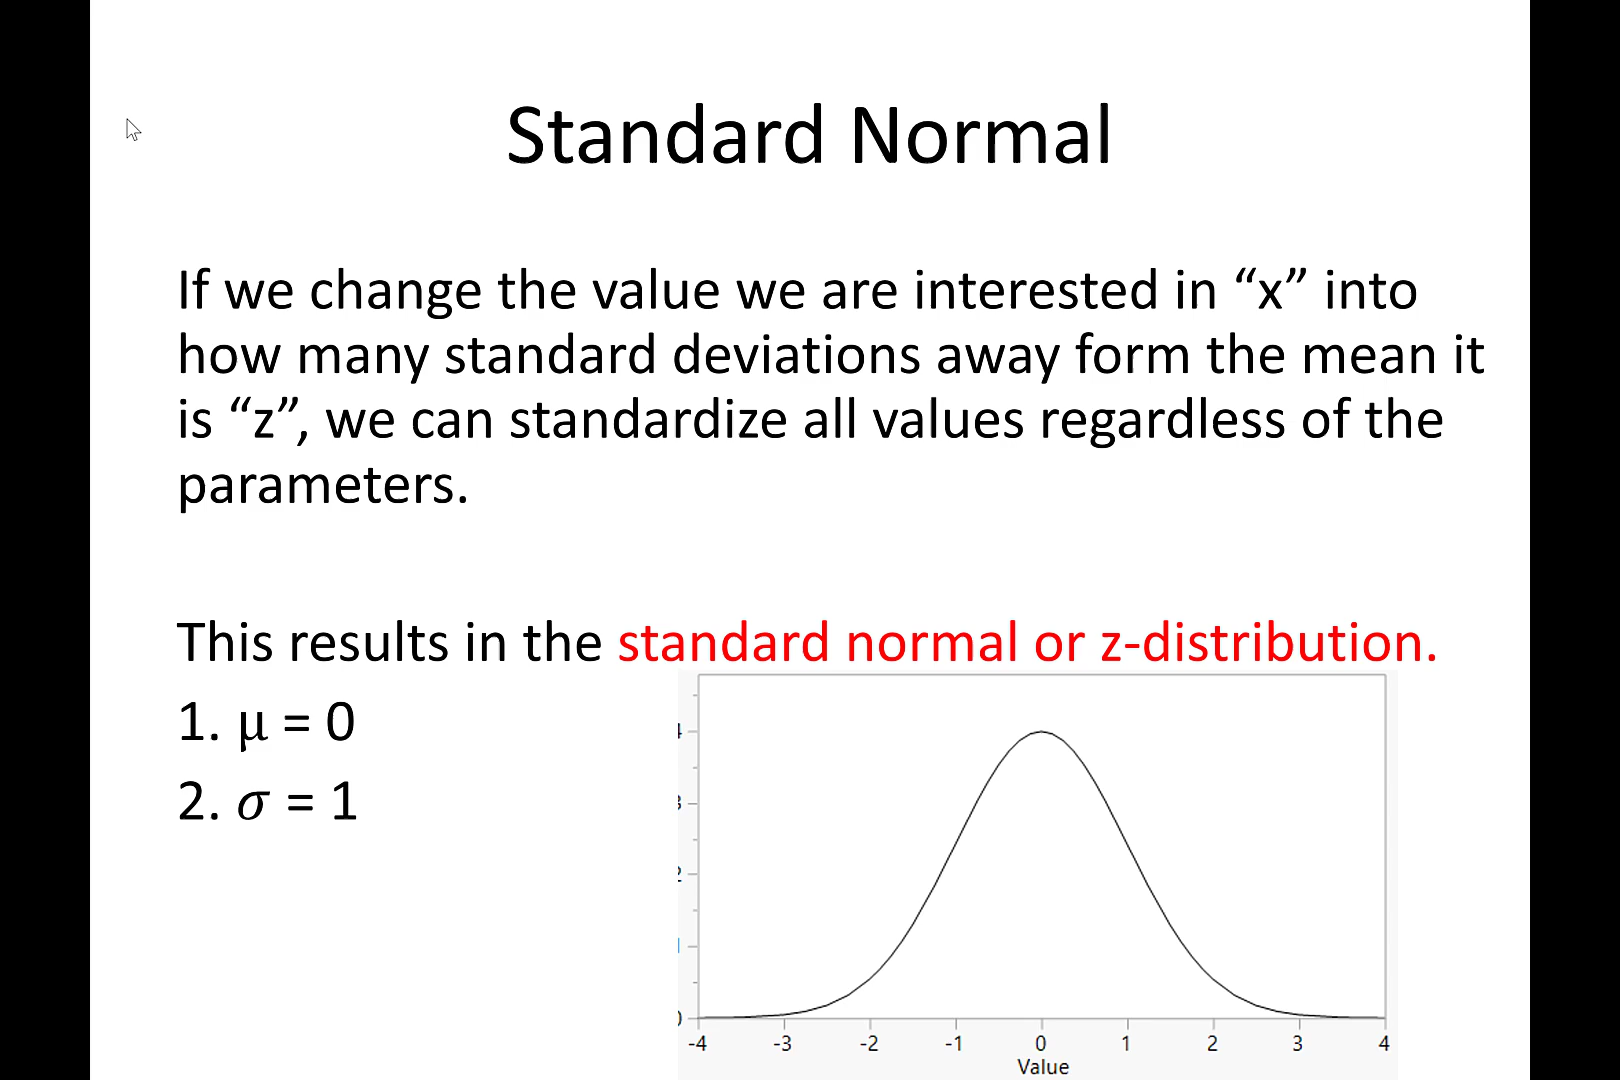 Standard Normal
If we change the value we are interested in “x” into
how many standard deviations away form the mean it
is “z”, we can standardize all values regardless of the
parameters.
This results in the standard normal or z-distribution.
1. μ = 0
2. σ = 1
-4 -3 -2 -1 0 1 2 3 4
Value